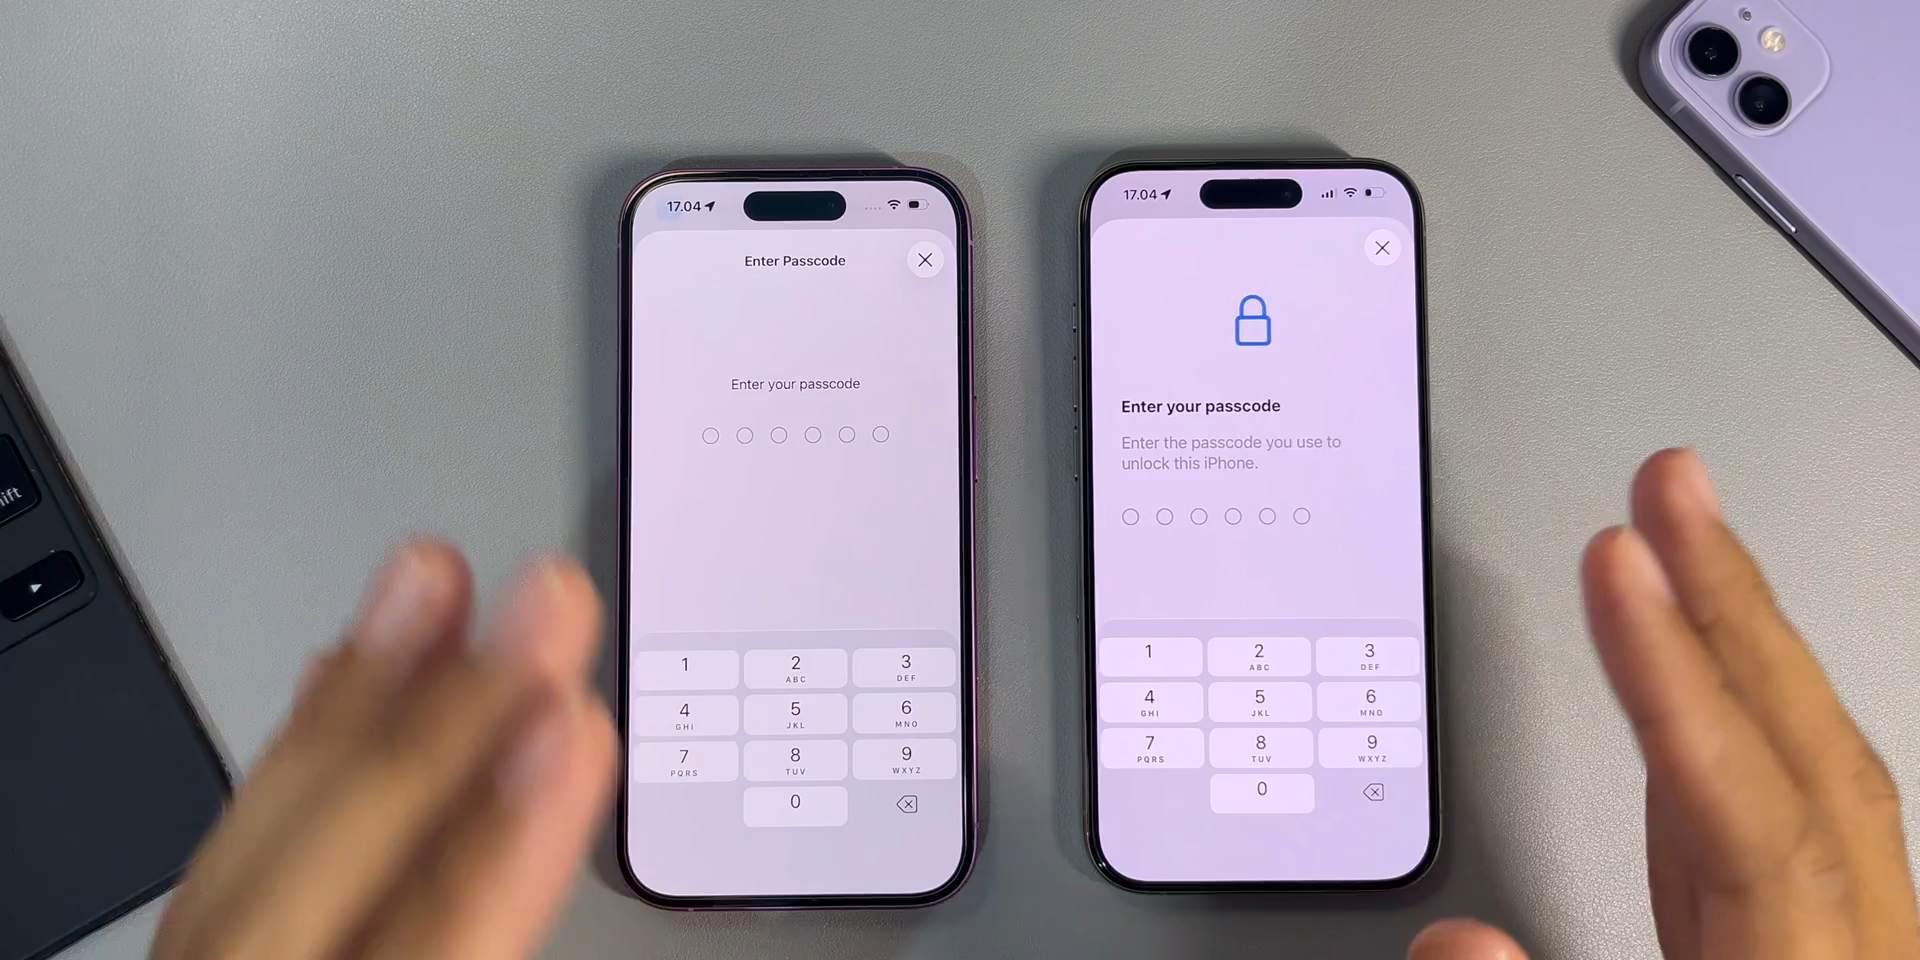 17.04
Enter Passcode
Enter your passcode
1
2
ABC
3
DEF
4
GHI
5
JKL
6
MNO
7
PQRS
8
TUV
9
WXYZ
0
17.04
Enter your passcode
Enter the passcode you use to
unlock this iPhone.
1
2
ABC
3
DEF
4
GHI
5
JKL
6
MNO
7
PQRS
8
TUV
9
WXYZ
0
ift